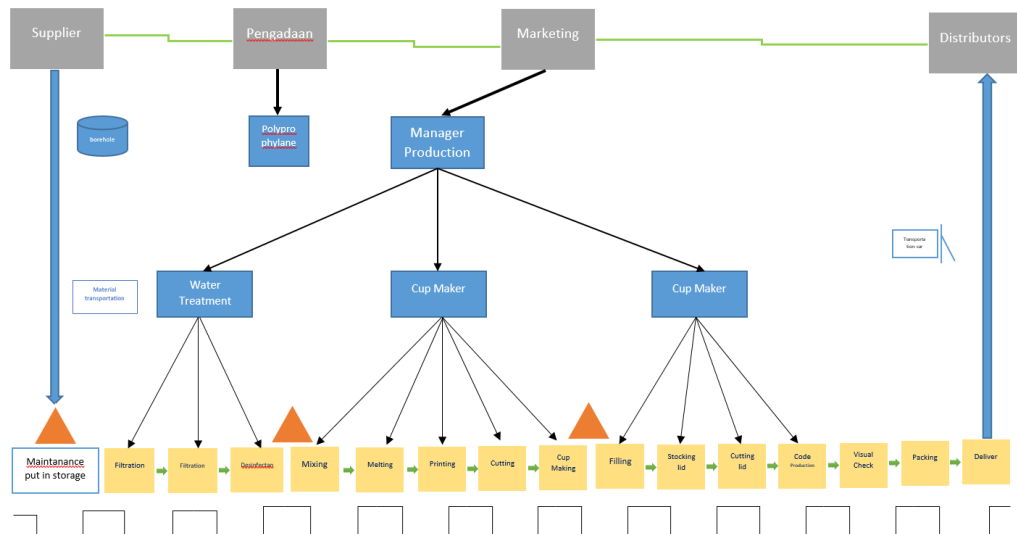 Supplier
Pengadaan
Marketing
Distributors
Borehole
Polypro
phylane
Manager
Production
Transporta
tion car
Material
transportation
Water
Treatment
Cup Maker
Cup Maker
Maintanance
put in storage
Filtration
Filtration
Desinfectan
Mixing
Melting
Printing
Cutting
Cup
Making
Filling
Stocking
lid
Cutting
lid
Code
Production
Visual
Check
Packing
Deliver